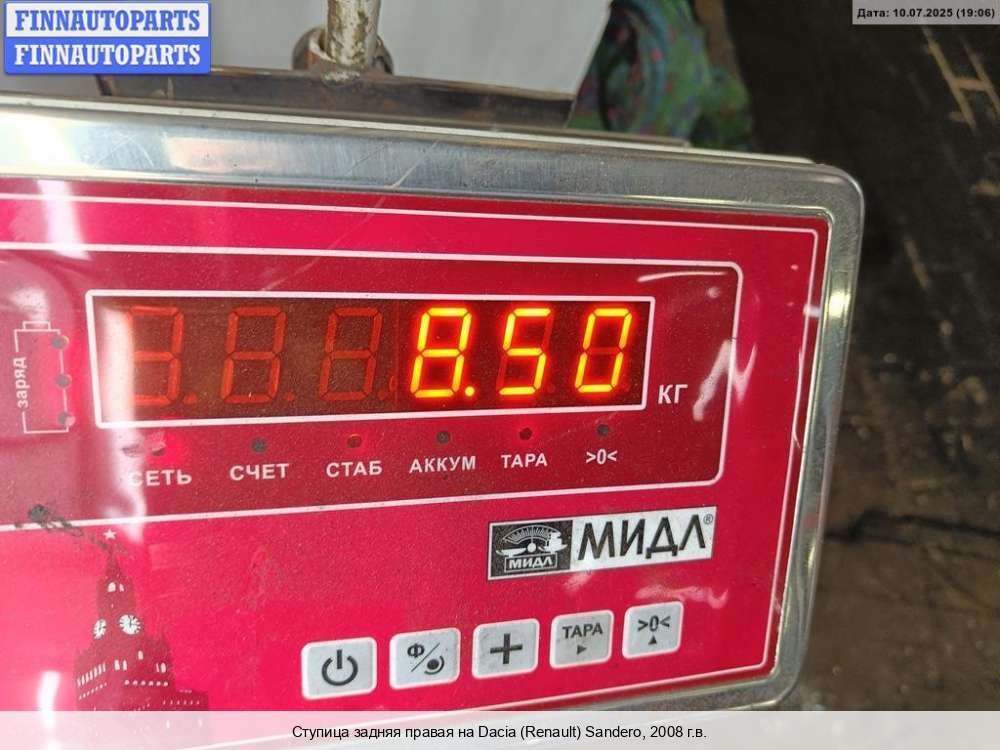 FINNAUTOPARTS
FINNAUTOPARTS
Дата: 10.07.2025 (19:06)
заряд
8.50
КГ
СЕТЬ СЧЕТ СТАБ АККУМ ТАРА >0<
МИДЛ МИДЛ®
Ф/ + ТАРА >0<
Ступица задняя правая на Dacia (Renault) Sandero, 2008 г.в.